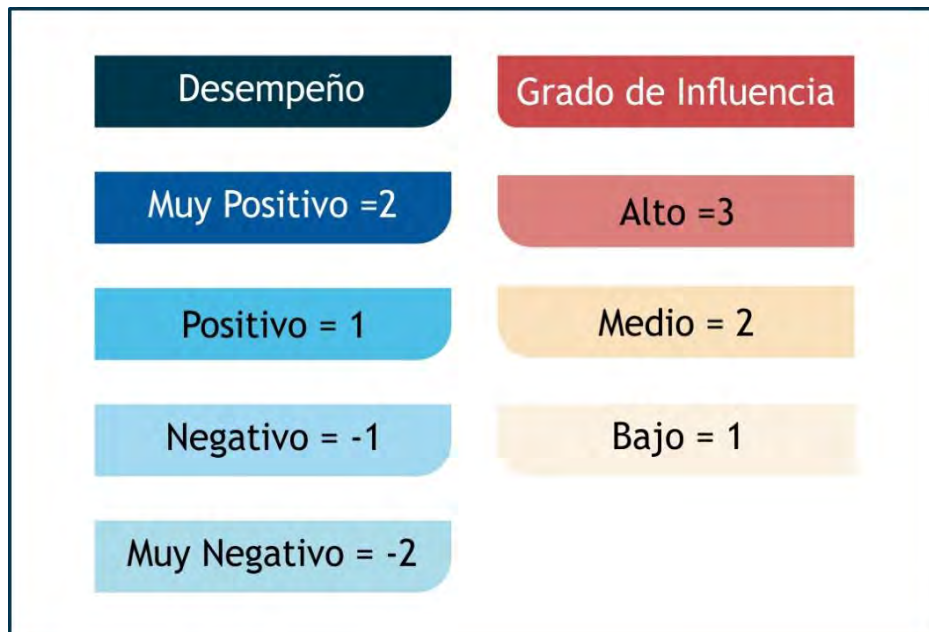 Desempeño
Muy Positivo =2
Positivo = 1
Negativo = -1
Muy Negativo = -2
Grado de Influencia
Alto =3
Medio = 2
Bajo = 1